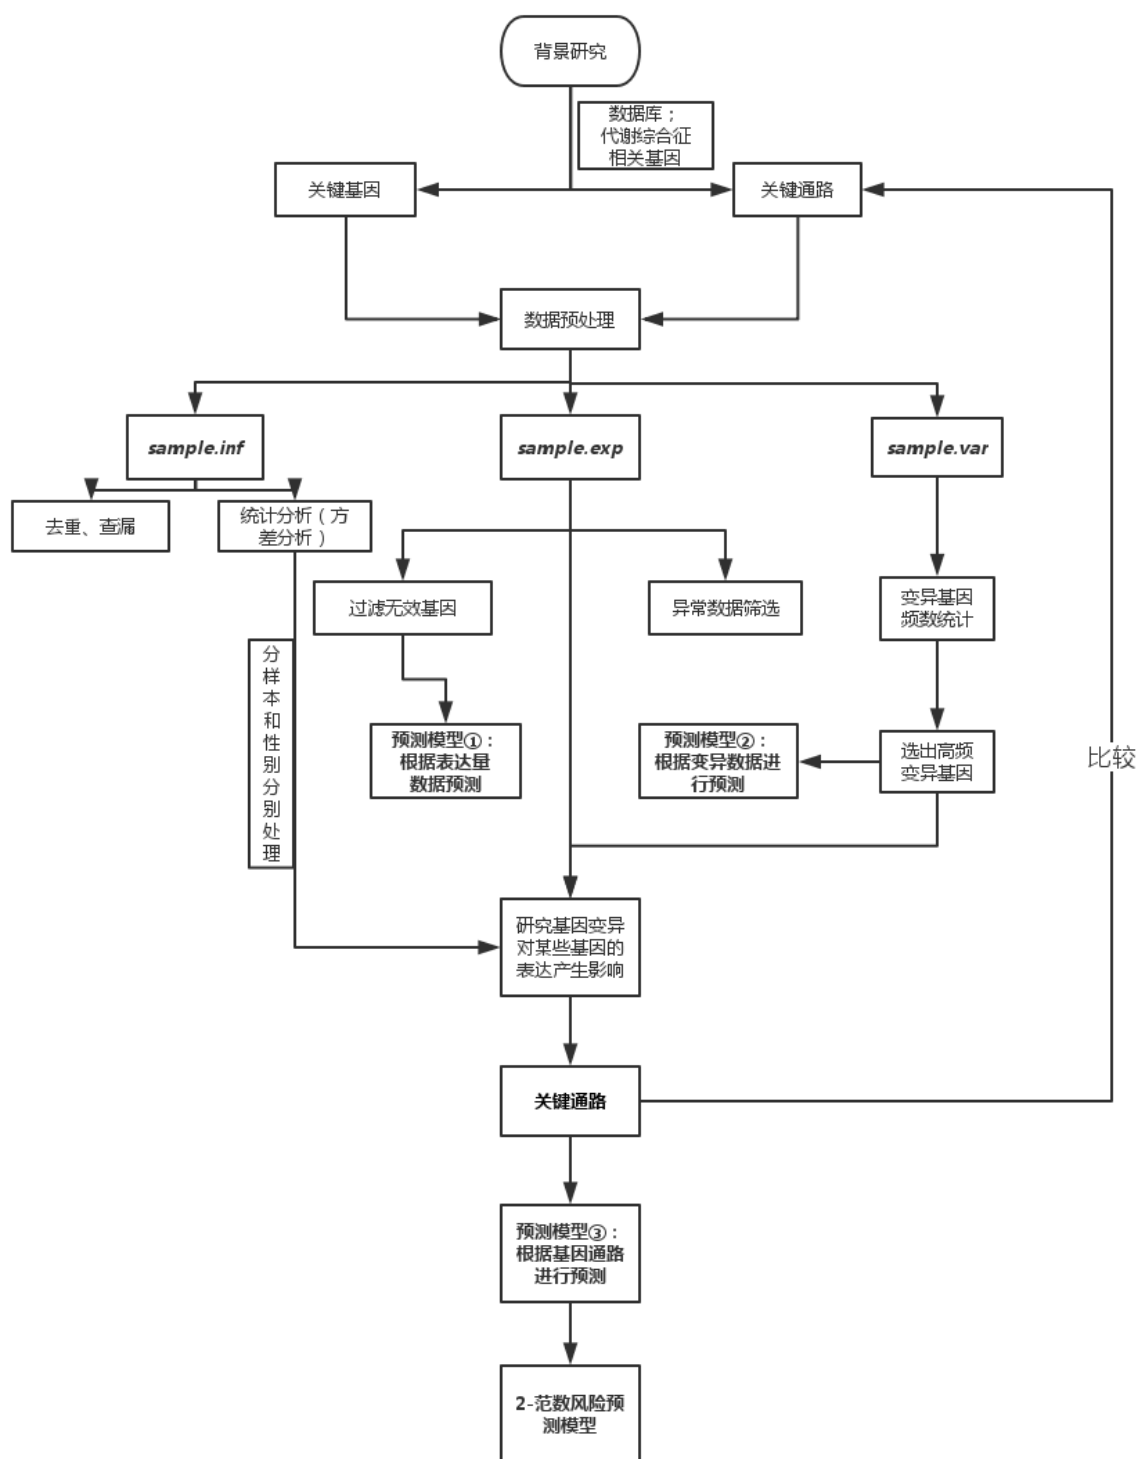 背景研究
数据库；
代谢综合征
相关基因
关键基因
关键通路
数据预处理
sample.inf
sample.exp
sample.var
去重、查漏
统计分析（方
差分析）
过滤无效基因
异常数据筛选
变异基因
频数统计
分
样
本
和
性
别
分
别
处
理
预测模型①：
根据表达量
数据预测
预测模型②：
根据变异数据进
行预测
选出高频
变异基因
比较
研究基因变异
对某些基因的
表达产生影响
关键通路
预测模型③：
根据基因通路
进行预测
2-范数风险预
测模型